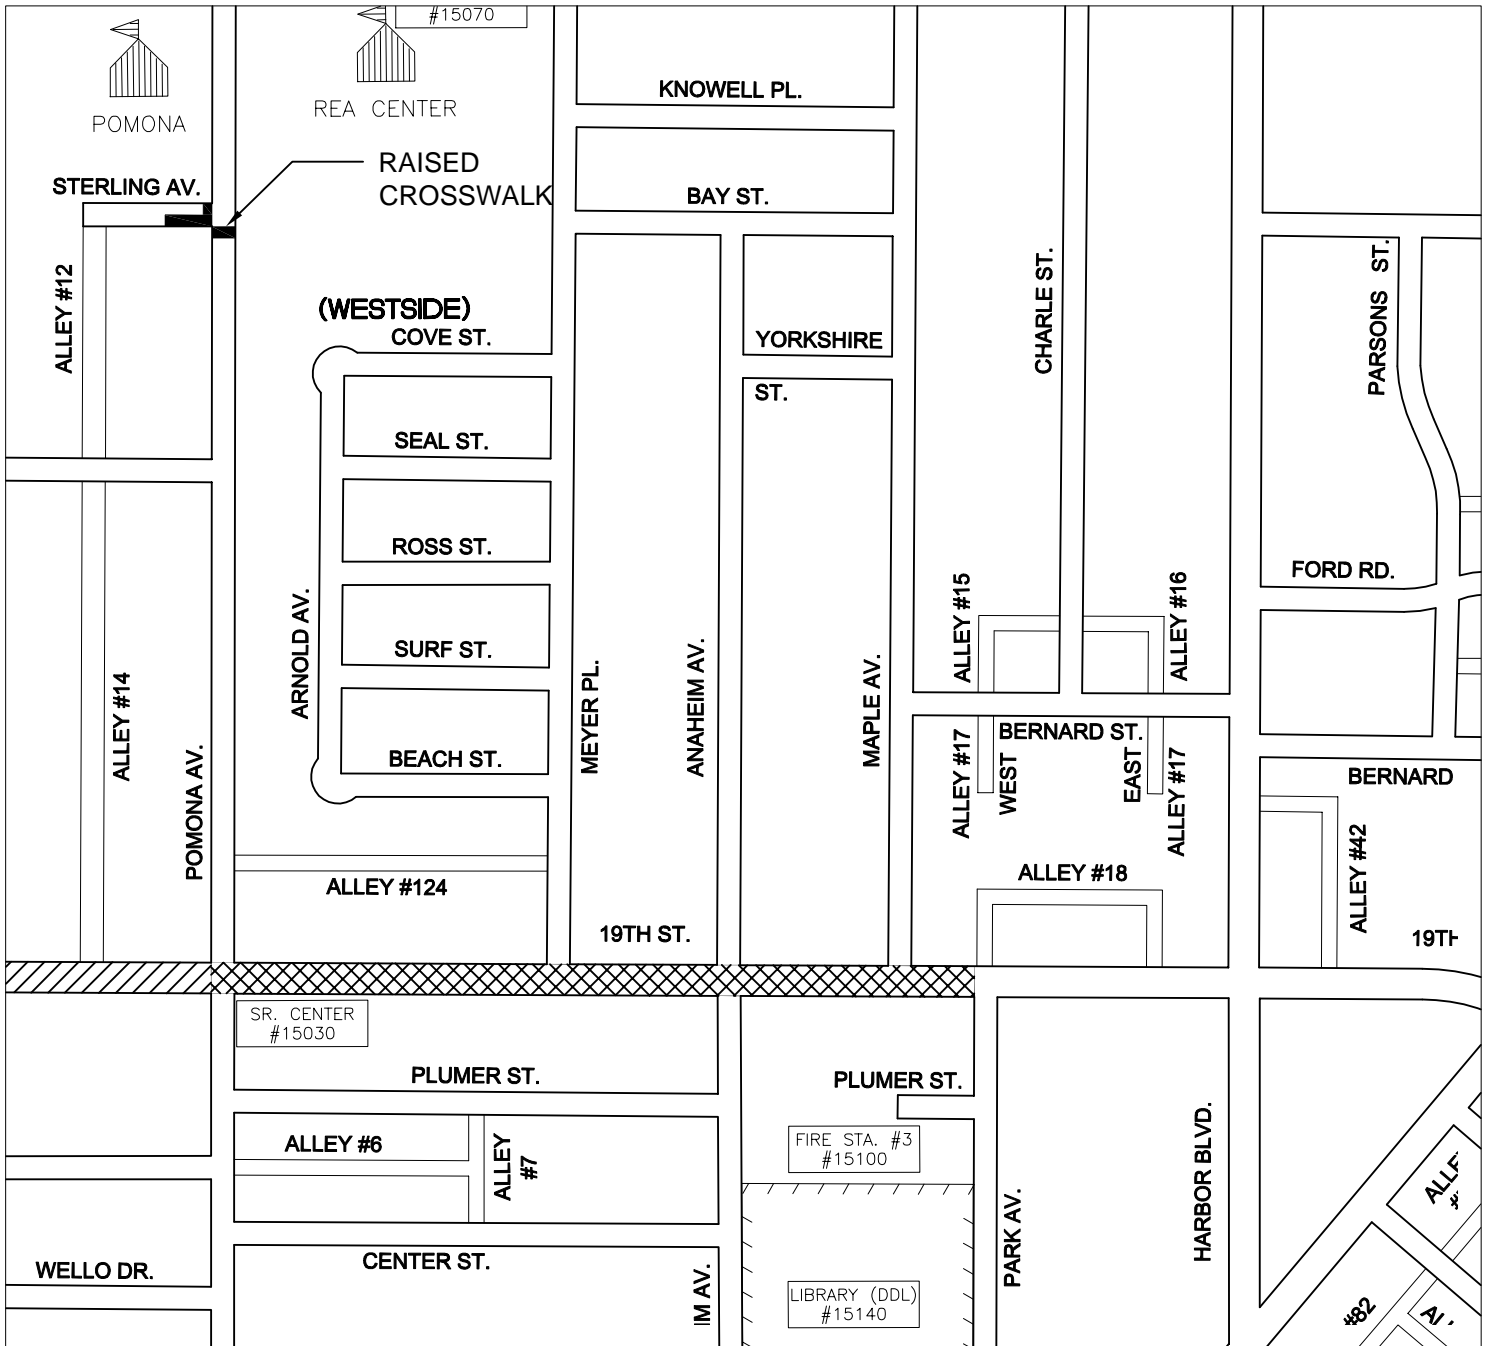 #15070
KNOWELL PL.
REA CENTER
POMONA
RAISED
CROSSWALK
STERLING AV.
BAY ST.
ALLEY #12
(WESTSIDE)
COVE ST.
YORKSHIRE
ST.
CHARLE ST.
PARSONS ST.
SEAL ST.
ROSS ST.
FORD RD.
ALLEY #15
ALLEY #16
ARNOLD AV.
SURF ST.
MEYER PL.
ANAHEIM AV.
MAPLE AV.
ALLEY #14
POMONA AV.
BEACH ST.
BERNARD ST.
ALLEY #17
WEST
EAST
ALLEY #17
BERNARD
ALLEY #124
ALLEY #18
ALLEY #42
19TH ST.
19TH
SR. CENTER
#15030
PLUMER ST.
PLUMER ST.
ALLEY #6
ALLEY
#7
FIRE STA. #3
#15100
HARBOR BLVD.
PARK AV.
WELLO DR.
CENTER ST.
IM AV.
LIBRARY (DDL)
#15140
#82